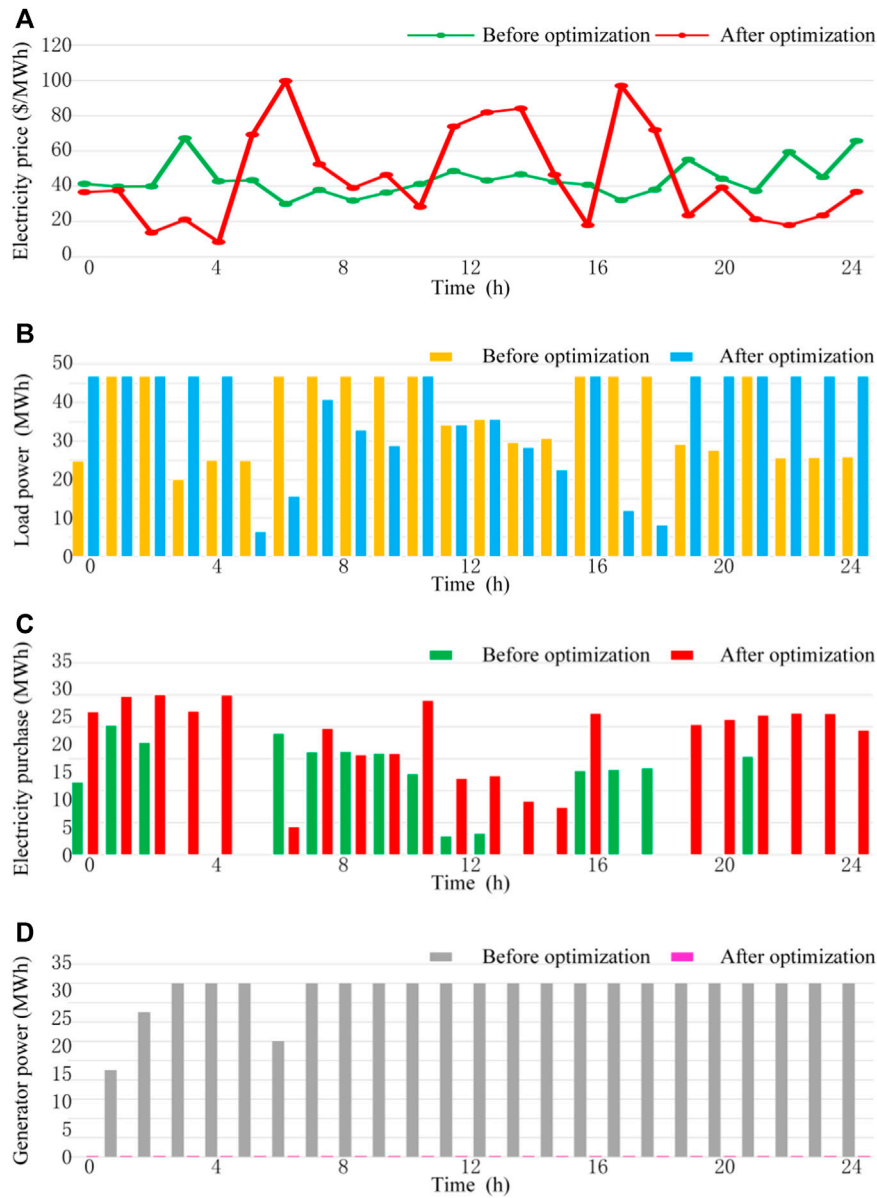 A
Before optimization After optimization
Electricity price ($/MWh)
120
100
80
60
40
20
0
0 4 8 12 16 20 24
Time (h)
B
Before optimization After optimization
Load power (MWh)
50
40
30
20
10
0
0 4 8 12 16 20 24
Time (h)
C
Before optimization After optimization
Electricity purchase (MWh)
35
30
25
20
15
10
5
0
0 4 8 12 16 20 24
Time (h)
D
Before optimization After optimization
Generator power (MWh)
35
30
25
20
15
10
5
0
0 4 8 12 16 20 24
Time (h)